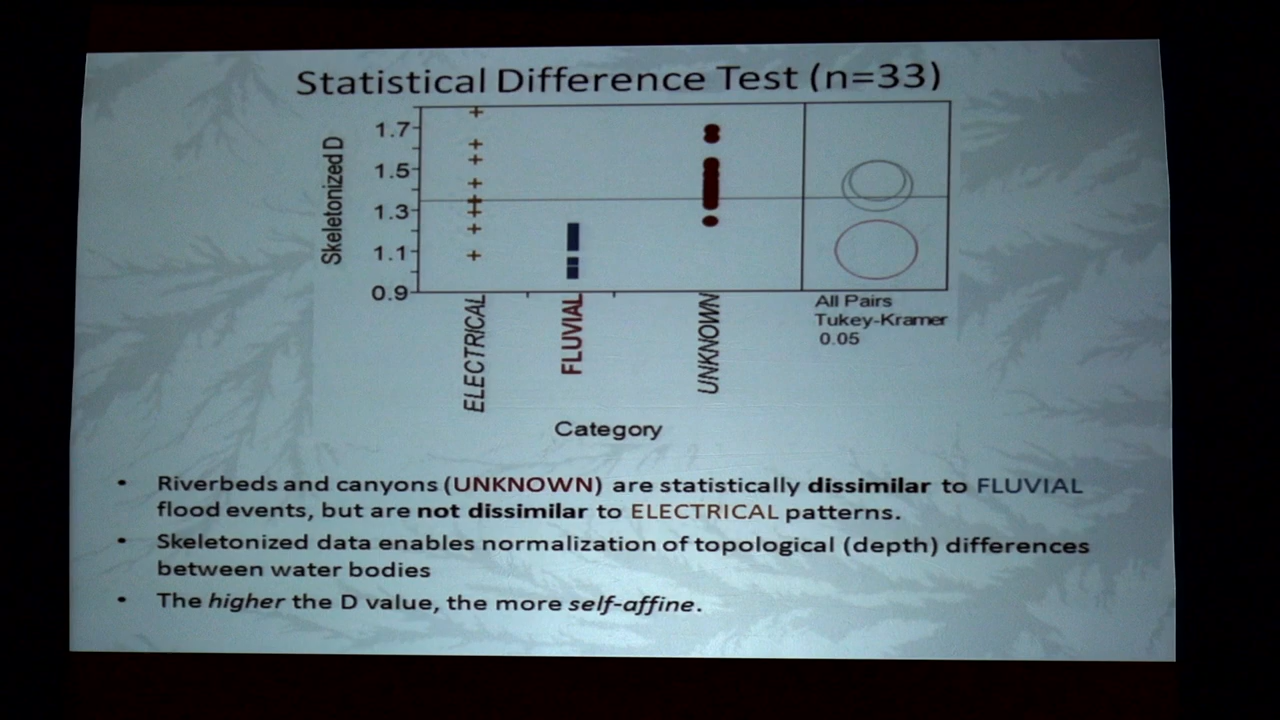 Statistical Difference Test (n=33)
Skeletonized D
1.7
1.5
1.3
1.1
0.9
ELECTRICAL
FLUVIAL
UNKNOWN
All Pairs
Tukey-Kramer
0.05
Category
• Riverbeds and canyons (UNKNOWN) are statistically dissimilar to FLUVIAL
flood events, but are not dissimilar to ELECTRICAL patterns.
• Skeletonized data enables normalization of topological (depth) differences
between water bodies
• The higher the D value, the more self-affine.